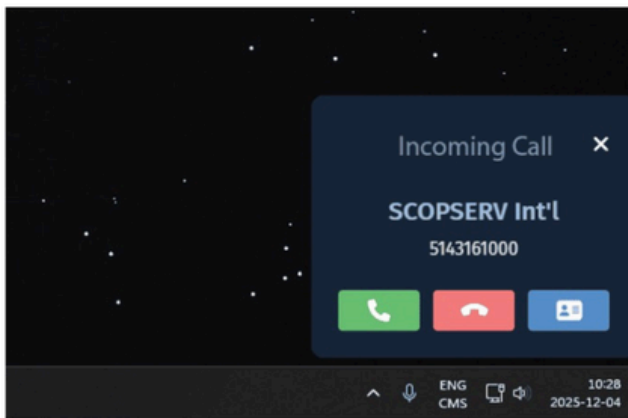 Incoming Call
SCOPSERV Int'l
5143161000
ENG
CMS
10:28
2025-12-04